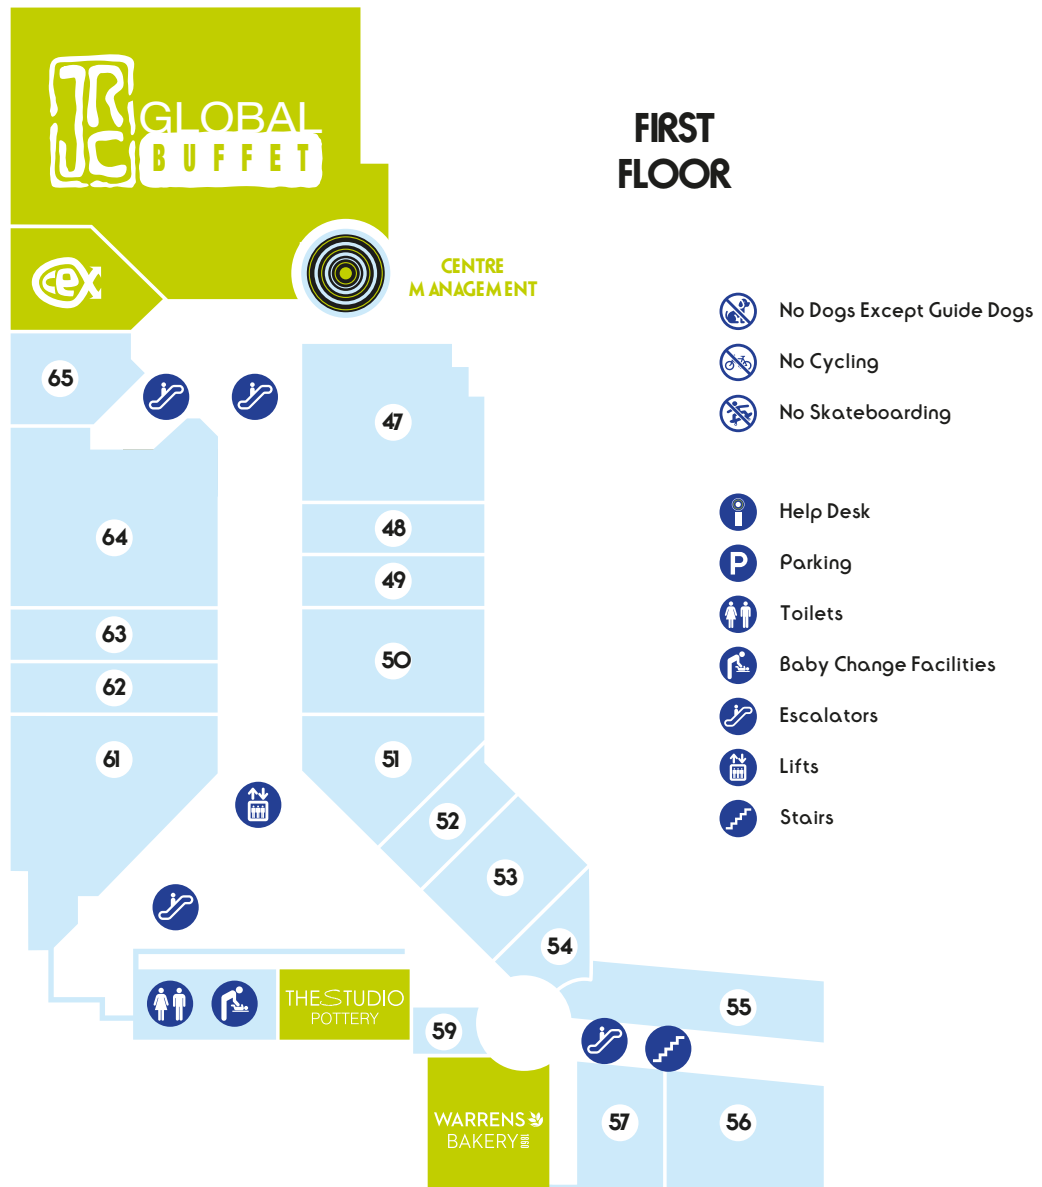 JRC
GLOBAL
BUFFET
FIRST
FLOOR
cex
CENTRE
MANAGEMENT
No Dogs Except Guide Dogs
No Cycling
No Skateboarding
65
47
48
64
49
Help Desk
P
Parking
Toilets
63
50
Baby Change Facilities
62
Escalators
61
51
Lifts
52
Stairs
53
54
THE STUDIO
POTTERY
55
59
WARRENS
BAKERY 1860
57
56